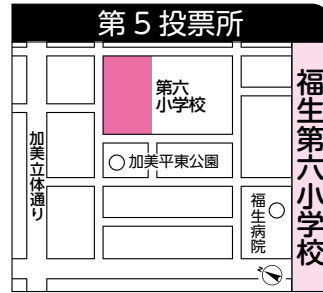 第5投票所
福生第六小学校
第六
小学校
加美平東公園
加美立体通り
福生病院